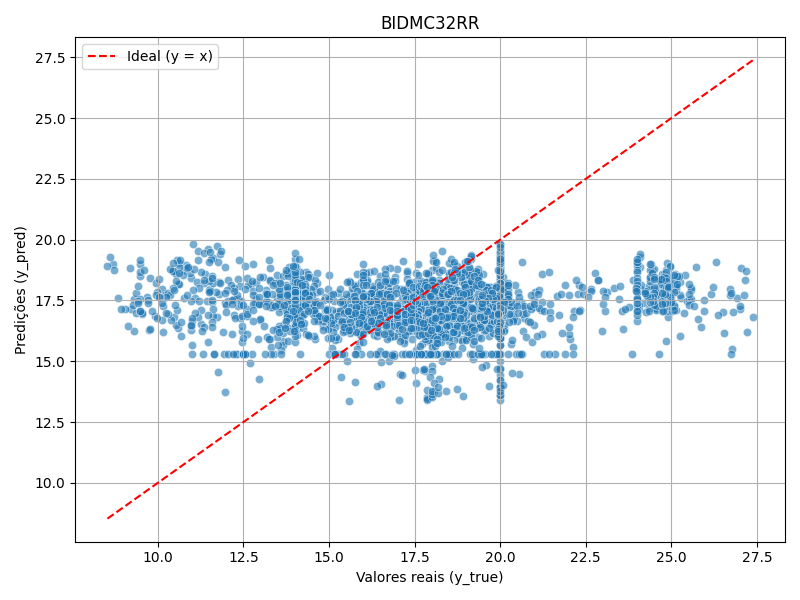 BIDMC32RR
Ideal (y = x)
27.5
25.0
22.5
20.0
17.5
15.0
12.5
10.0
Predições (y_pred)
10.0 12.5 15.0 17.5 20.0 22.5 25.0 27.5
Valores reais (y_true)